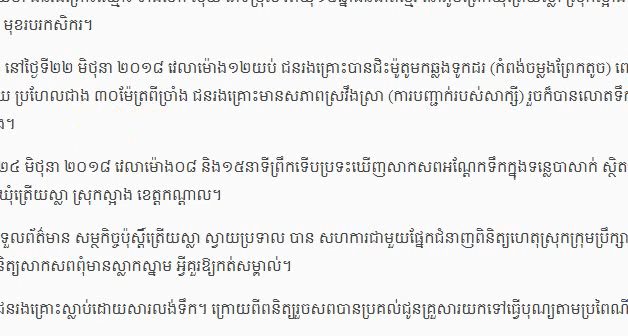 មុខរបរកសិករ។
នៅថ្ងៃទី២២ មិថុនា ២០១៨ វេលាម៉ោង១២យប់ ជនរងគ្រោះបានជិះម៉ូតូមកឆ្លងទូកដរ (កំពង់ចម្លងព្រែកតូច)
ប្រហែលជាង ៣០ម៉ែត្រពីច្រាំង ជនរងគ្រោះមានសភាពស្រវឹងស្រា (ការបញ្ជាក់របស់សាក្សី) រួចក៏បានលោតទឹក
២៤ មិថុនា ២០១៨ វេលាម៉ោង០៨ និង១៥នាទីព្រឹកទើបប្រទះឃើញសាកសពអណ្តែកទឹកក្នុងទន្លេបាសាក់ ស្ថិត
ឃុំត្រើយស្លា ស្រុកស្អាង ខេត្តកណ្តាល។
ទួលព័ត៌មាន សម្ថកិច្ចប៉ុស្តិ៍ត្រើយស្លា ស្វាយប្រទាល បាន សហការជាមួយផ្នែកជំនាញពិនិត្យហេតុស្រុកក្រុមប្រឹក្សា
និត្យសាកសពពុំមានស្លាកស្នាម អ្វីគួរឱ្យកត់សម្គាល់។
ជនរងគ្រោះស្លាប់ដោយសារលង់ទឹក។ ក្រោយពីពនិត្យរួចសពបានប្រគល់ជូនគ្រួសារយកទៅធ្វើបុណ្យតាមប្រពៃណី